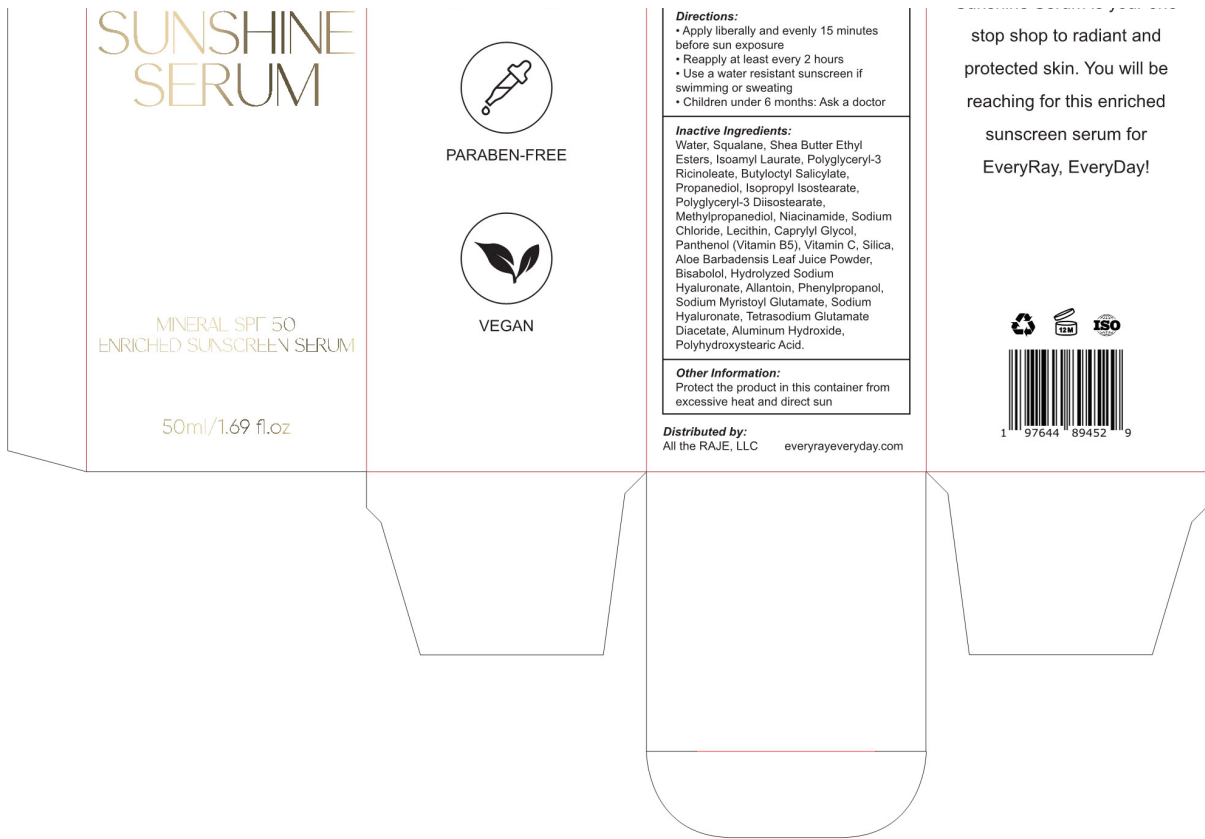 SUNSHINE
SERUM
MINERAL SPF 50
ENRICHED SUNSCREEN SERUM
50ml/1.69 fl.oz
PARABEN-FREE
VEGAN
Directions:
• Apply liberally and evenly 15 minutes
before sun exposure
• Reapply at least every 2 hours
• Use a water resistant sunscreen if
swimming or sweating
• Children under 6 months: Ask a doctor
Inactive Ingredients:
Water, Squalane, Shea Butter Ethyl
Esters, Isoamyl Laurate, Polyglyceryl-3
Ricinoleate, Butyloctyl Salicylate,
Propanediol, Isopropyl Isostearate,
Polyglyceryl-3 Diisostearate,
Methylpropanediol, Niacinamide, Sodium
Chloride, Lecithin, Caprylyl Glycol,
Panthenol (Vitamin B5), Vitamin C, Silica,
Aloe Barbadensis Leaf Juice Powder,
Bisabolol, Hydrolyzed Sodium
Hyaluronate, Allantoin, Phenylpropanol,
Sodium Myristoyl Glutamate, Sodium
Hyaluronate, Tetrasodium Glutamate
Diacetate, Aluminum Hydroxide,
Polyhydroxystearic Acid.
Other Information:
Protect the product in this container from
excessive heat and direct sun
Distributed by:
All the RAJE, LLC everyrayeveryday.com
Sunshine Serum is your one
stop shop to radiant and
protected skin. You will be
reaching for this enriched
sunscreen serum for
EveryRay, EveryDay!
12M
ISO
1 97644 89452 9